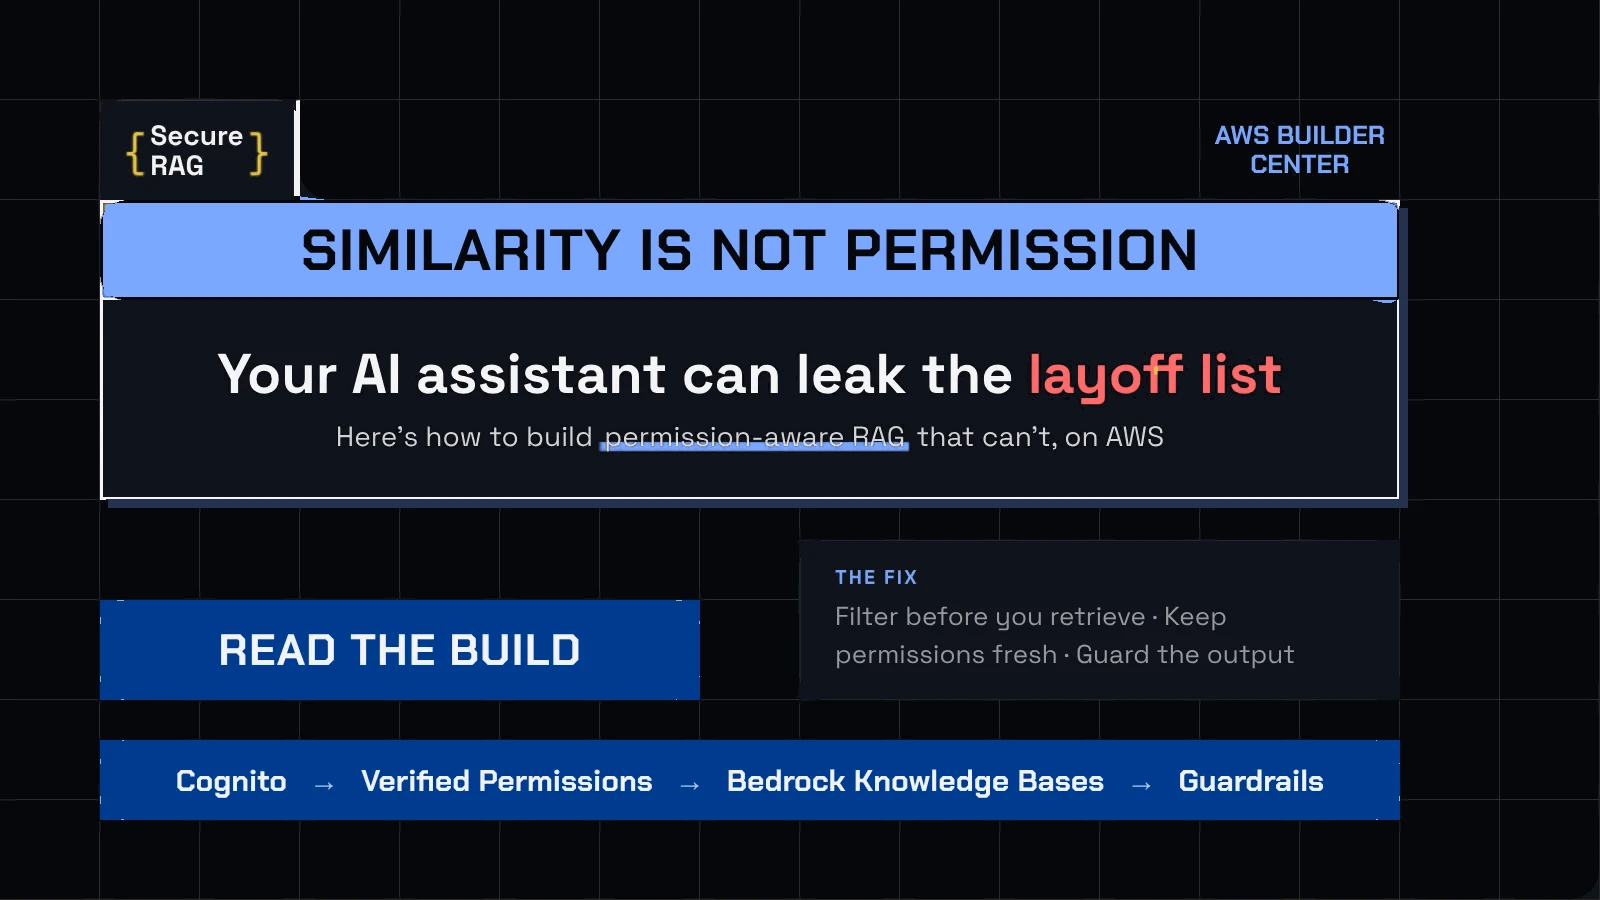 { Secure
RAG }
AWS BUILDER
CENTER
SIMILARITY IS NOT PERMISSION
Your AI assistant can leak the layoff list
Here's how to build permission-aware RAG that can't, on AWS
THE FIX
Filter before you retrieve · Keep
permissions fresh · Guard the output
READ THE BUILD
Cognito → Verified Permissions → Bedrock Knowledge Bases → Guardrails